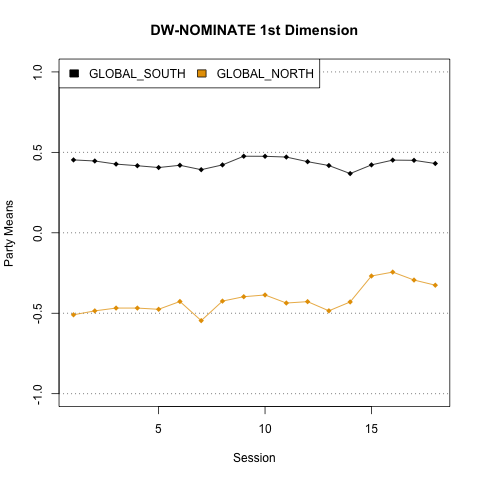 DW-NOMINATE 1st Dimension
GLOBAL_SOUTH GLOBAL_NORTH
1.0
0.5
0.0
-0.5
-1.0
Party Means
5 10 15
Session